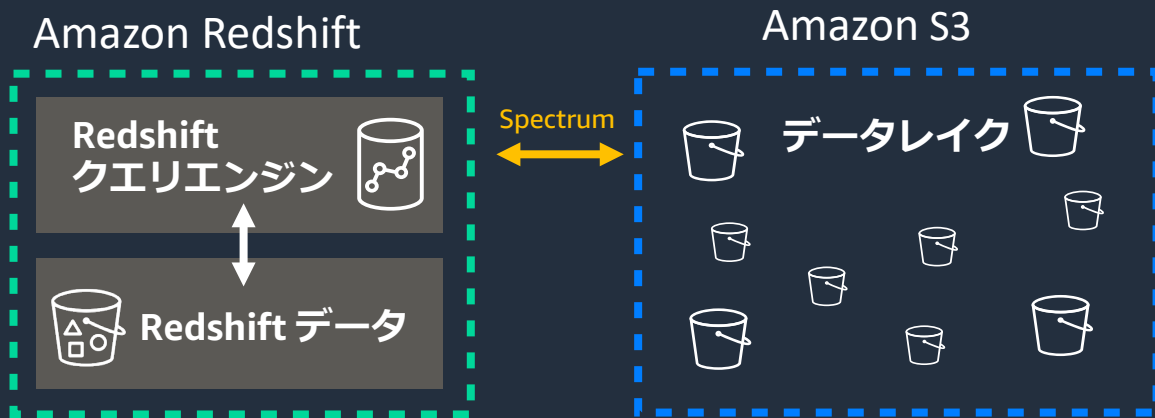 Amazon Redshift
Redshift
クエリエンジン
Redshift データ
Spectrum
Amazon S3
データレイク